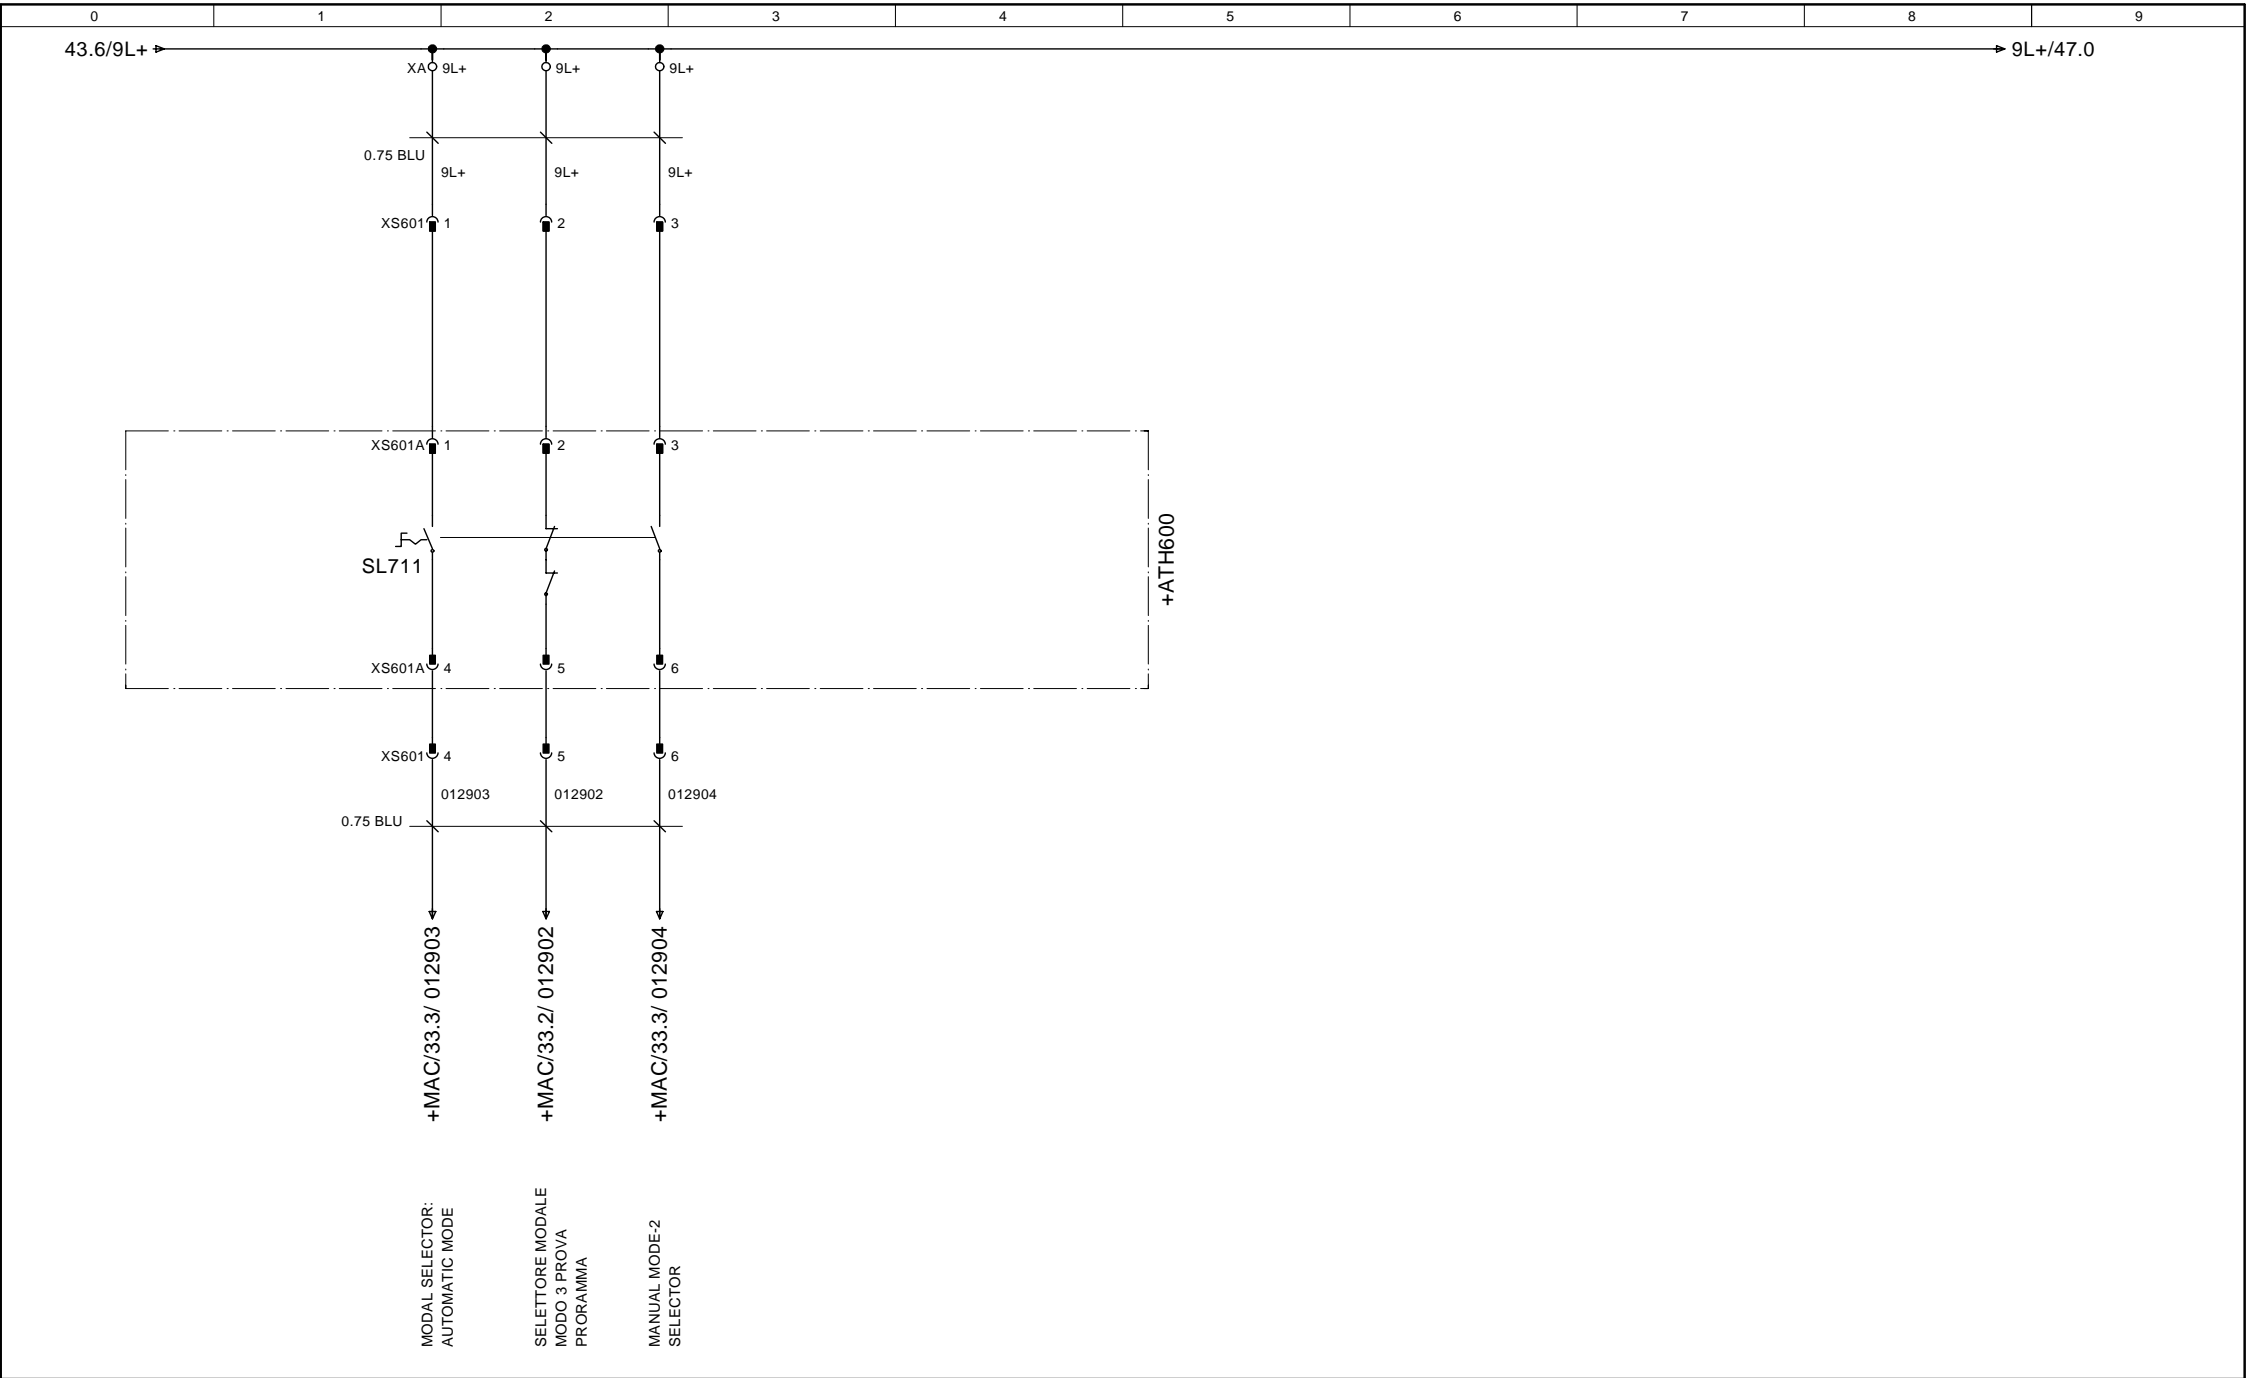 0 1 2 3 4 5 6 7 8 9
43.6/9L+ 9L+/47.0
XA 9L+ 9L+ 9L+
0.75 BLU
9L+ 9L+ 9L+
XS601 1 2 3
XS601A 1 2 3
SL711
+ATH600
XS601A 4 5 6
XS601 4 5 6
012903 012902 012904
0.75 BLU
+MAC/33.3/ 012903
+MAC/33.2/ 012902
+MAC/33.3/ 012904
MODAL SELECTOR:
AUTOMATIC MODE
SELETTORE MODALE
MODO 3 PROVA
PRORAMMA
MANUAL MODE-2
SELECTOR